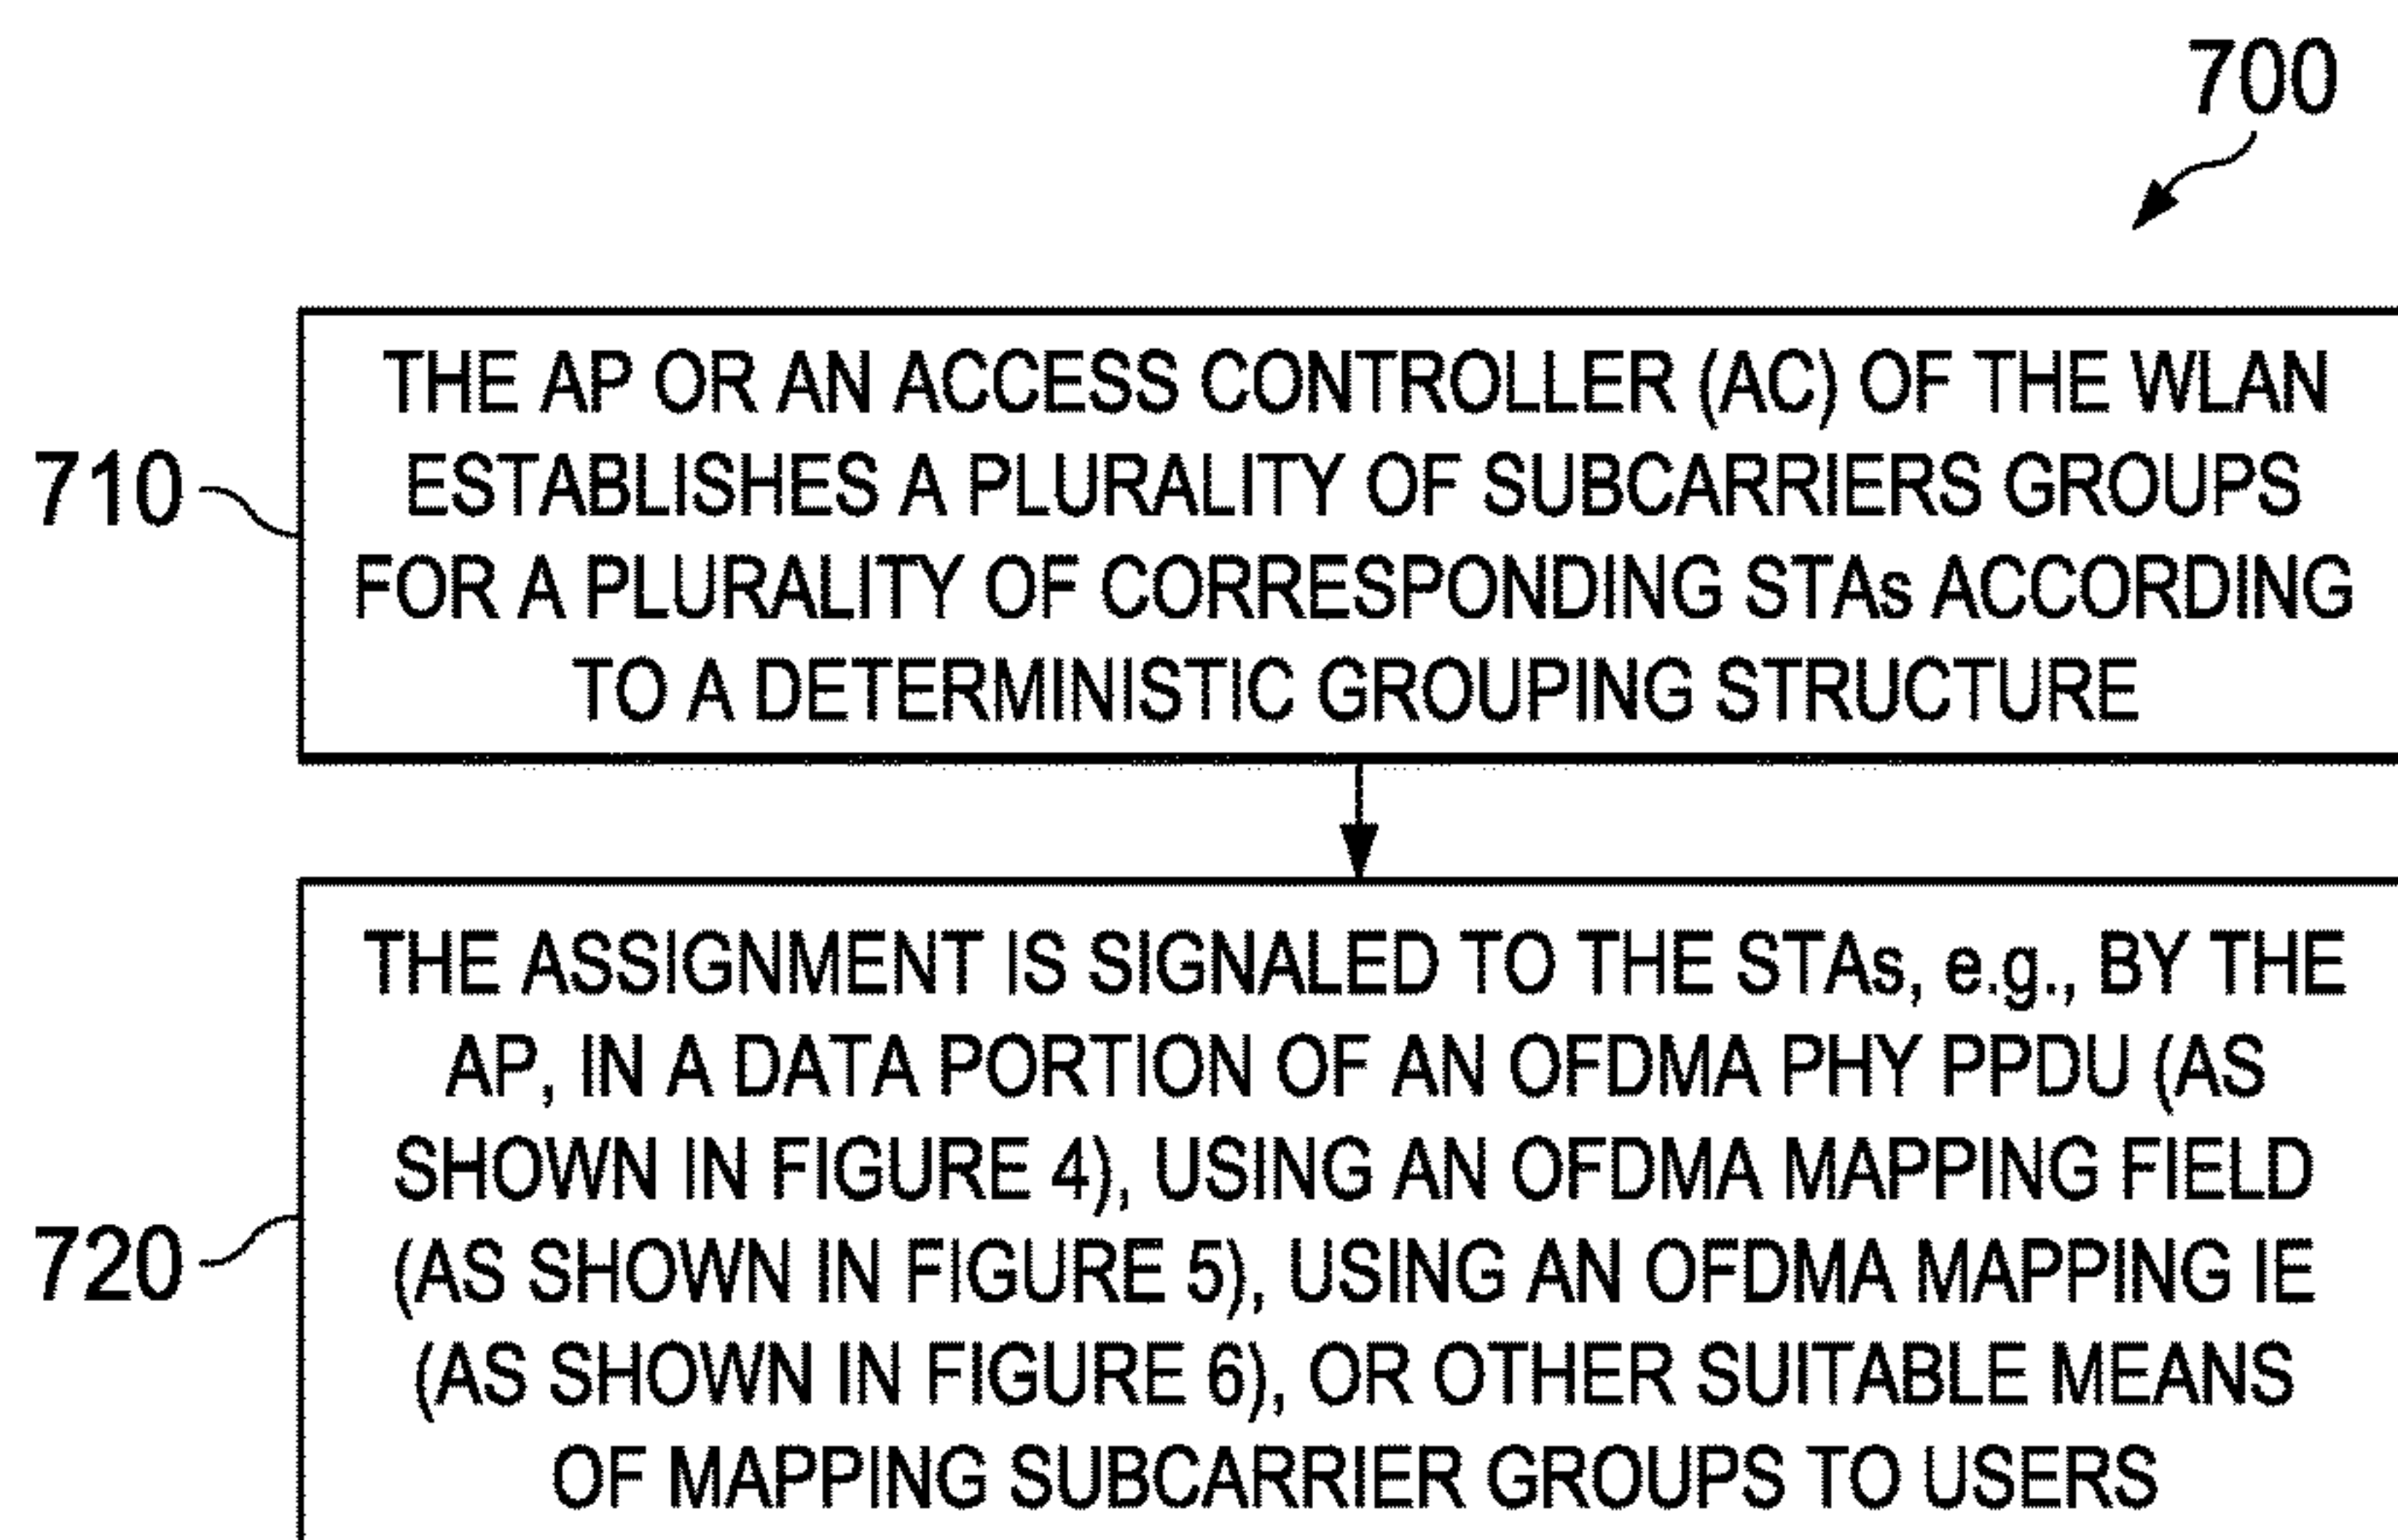 700
710
THE AP OR AN ACCESS CONTROLLER (AC) OF THE WLAN
ESTABLISHES A PLURALITY OF SUBCARRIERS GROUPS
FOR A PLURALITY OF CORRESPONDING STAs ACCORDING
TO A DETERMINISTIC GROUPING STRUCTURE
720
THE ASSIGNMENT IS SIGNALED TO THE STAs, e.g., BY THE
AP, IN A DATA PORTION OF AN OFDMA PHY PPDU (AS
SHOWN IN FIGURE 4), USING AN OFDMA MAPPING FIELD
(AS SHOWN IN FIGURE 5), USING AN OFDMA MAPPING IE
(AS SHOWN IN FIGURE 6), OR OTHER SUITABLE MEANS
OF MAPPING SUBCARRIER GROUPS TO USERS